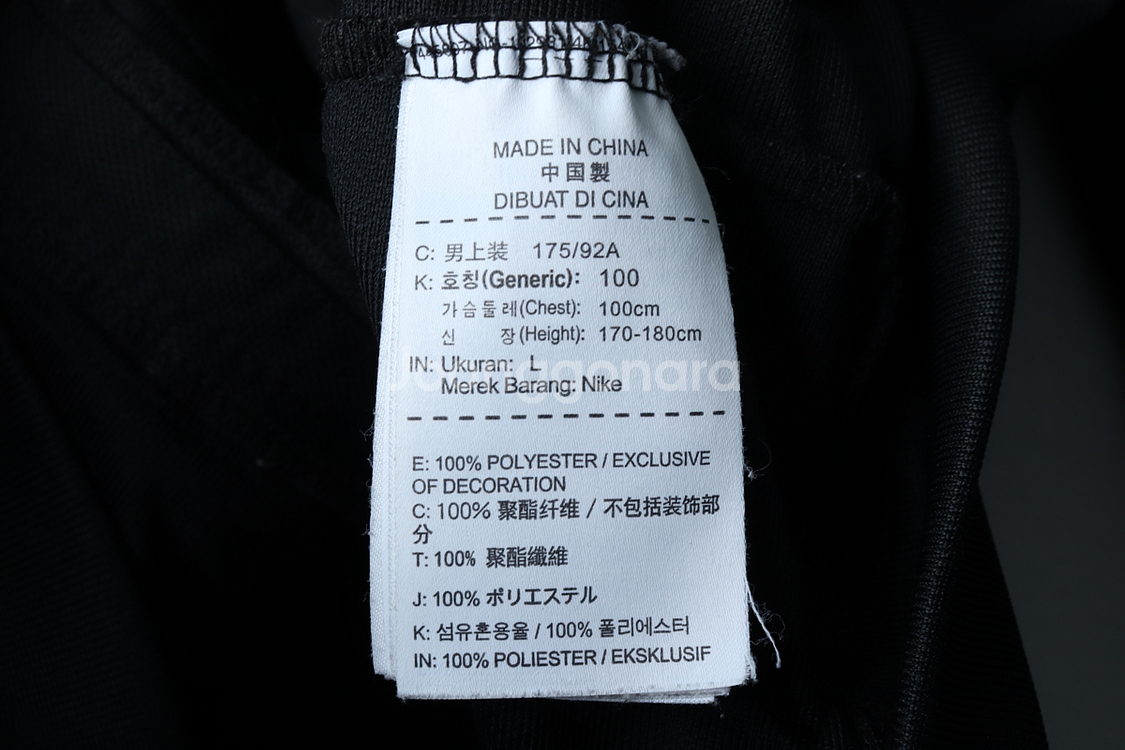 MADE IN CHINA
中国製
DIBUAT DI CINA
C: 男上装 175/92A
K: 호칭(Generic): 100
가슴둘레(Chest): 100cm
신 장(Height): 170-180cm
IN: Ukuran: L
Merek Barang: Nike
E: 100% POLYESTER / EXCLUSIVE
OF DECORATION
C: 100% 聚酯纤维 / 不包括装饰部
分
T: 100% 聚酯纖維
J: 100% ポリエステル
K: 섬유혼용율 / 100% 폴리에스터
IN: 100% POLIESTER / EKSKLUSIF